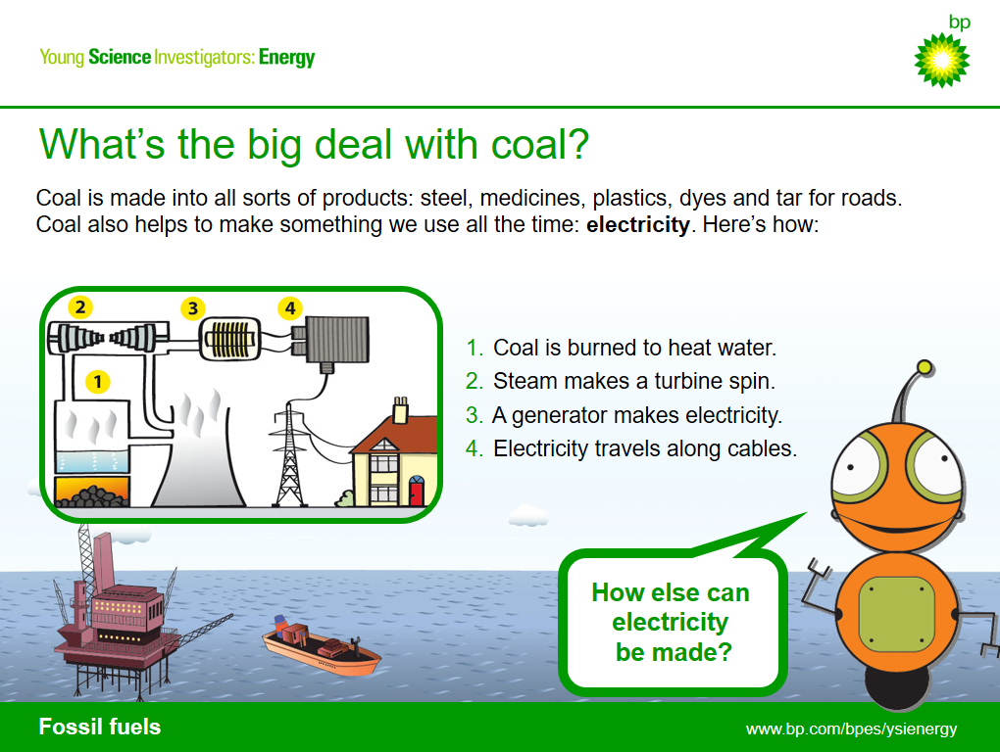 bp
Young Science Investigators: Energy
What’s the big deal with coal?
Coal is made into all sorts of products: steel, medicines, plastics, dyes and tar for roads.
Coal also helps to make something we use all the time: electricity. Here’s how:
2
3
4
1
1. Coal is burned to heat water.
2. Steam makes a turbine spin.
3. A generator makes electricity.
4. Electricity travels along cables.
How else can
electricity
be made?
Fossil fuels
www.bp.com/bpes/ysienergy